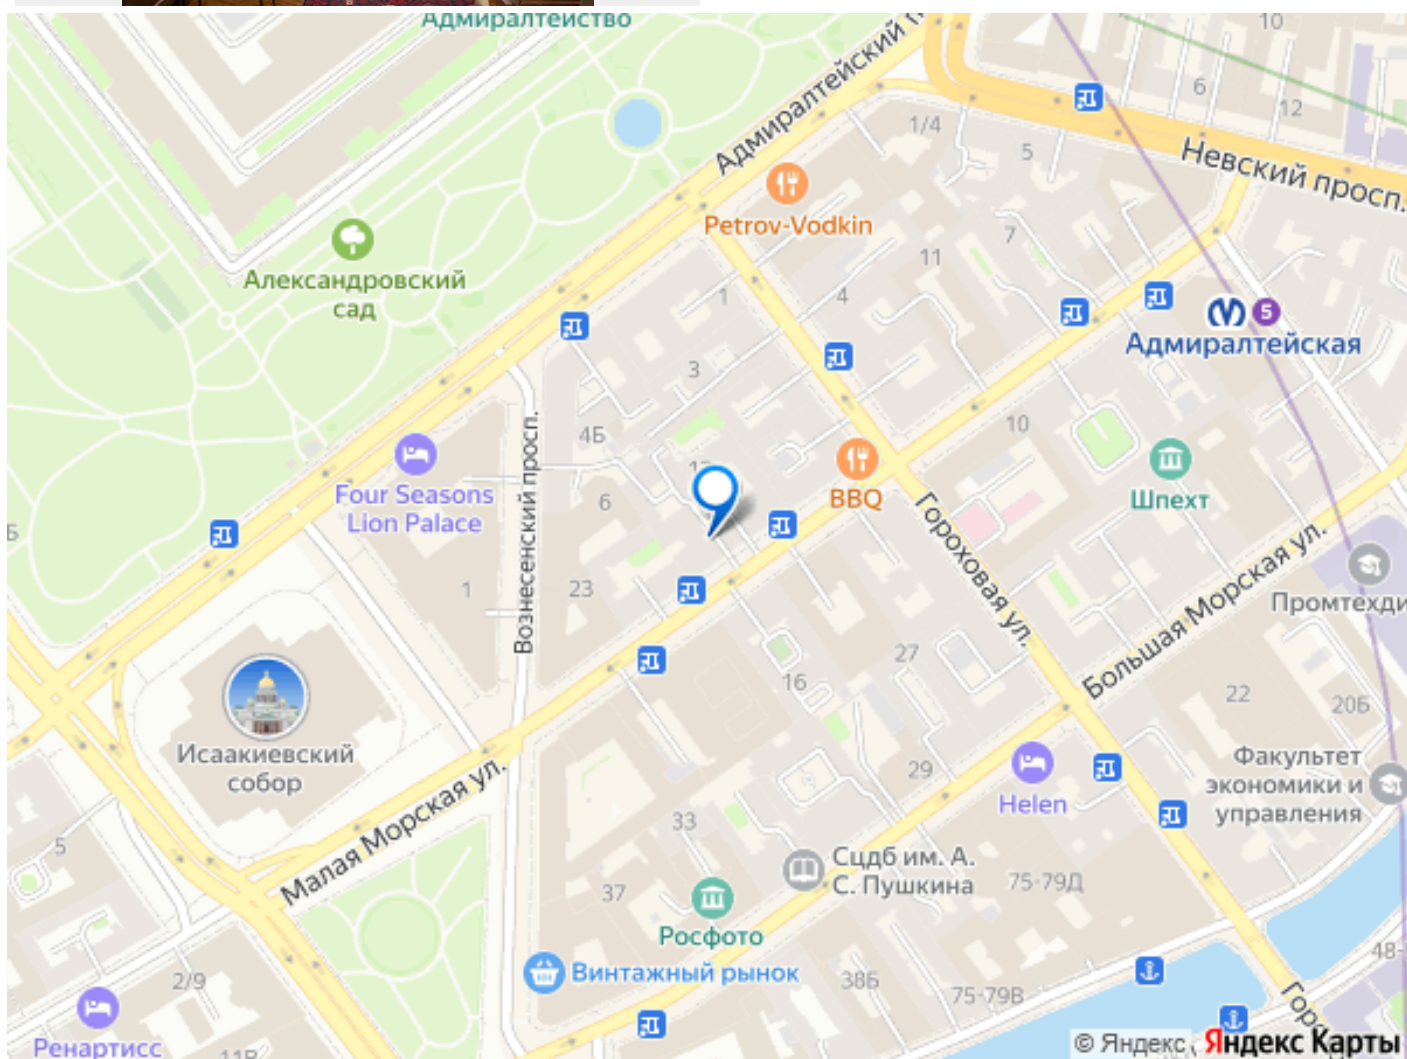 Адмиралтейство
10
6
12
1/4
5
Адмиралтейский п
Невский просп.
Petrov-Vodkin
7
11
Александровский
сад
1
4
5
Адмиралтейская
3
10
4Б
BBQ
Шпехт
Four Seasons
Lion Palace
6
Вознесенский просп.
Гороховая ул.
1
23
Большая Морская ул.
Промтехди
27
16
22
20Б
Исаакиевский
собор
Факультет
экономики и
управления
29
Helen
Малая Морская ул.
33
5
Сцдб им. А.
С. Пушкина
75-79Д
37
Росфото
Винтажный рынок
38Б
75-79В
48-
2/9
Горо
Ренартисс
11В
© Яндекс, Яндекс Карты